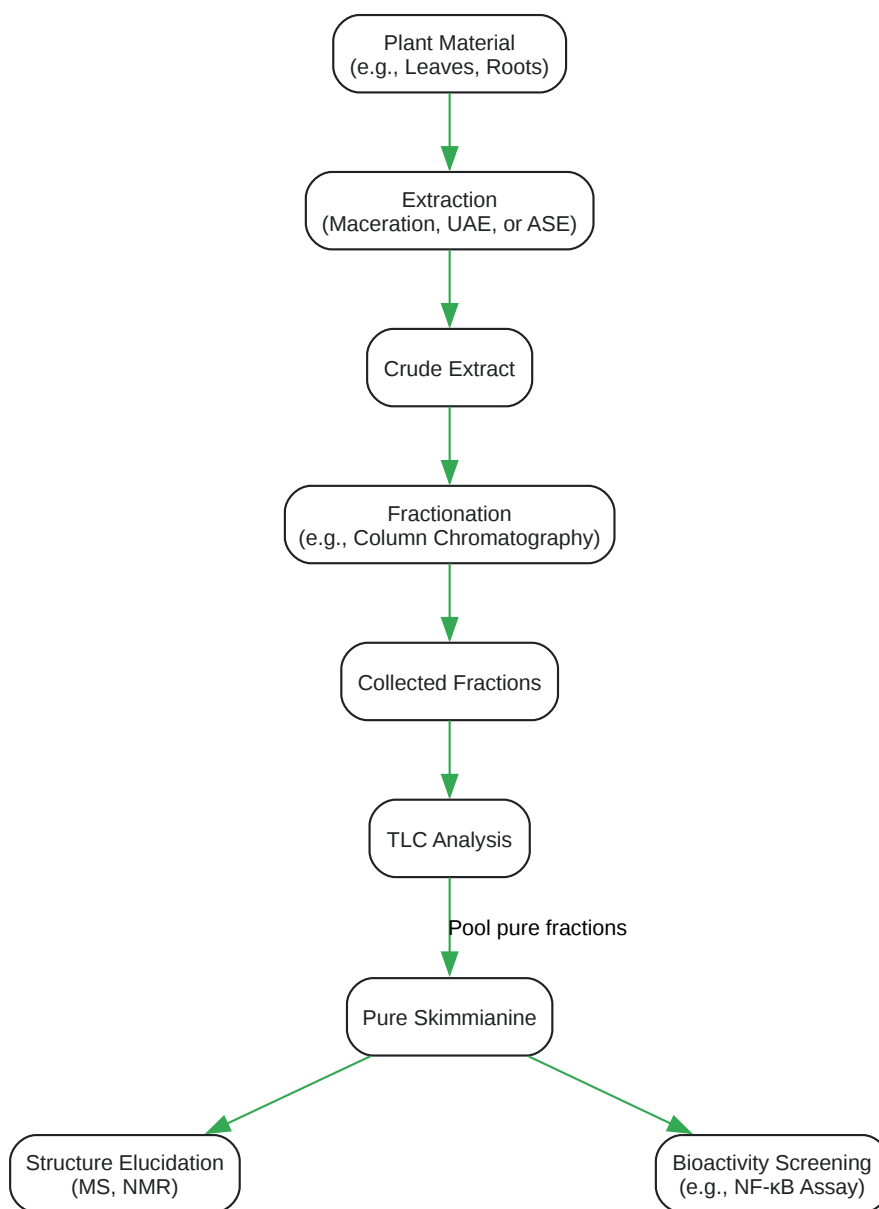 Plant Material
(e.g., Leaves, Roots)
Extraction
(Maceration, UAE, or ASE)
Crude Extract
Fractionation
(e.g., Column Chromatography)
Collected Fractions
TLC Analysis
Pool pure fractions
Pure Skimmianine
Structure Elucidation
(MS, NMR)
Bioactivity Screening
(e.g., NF-κB Assay)